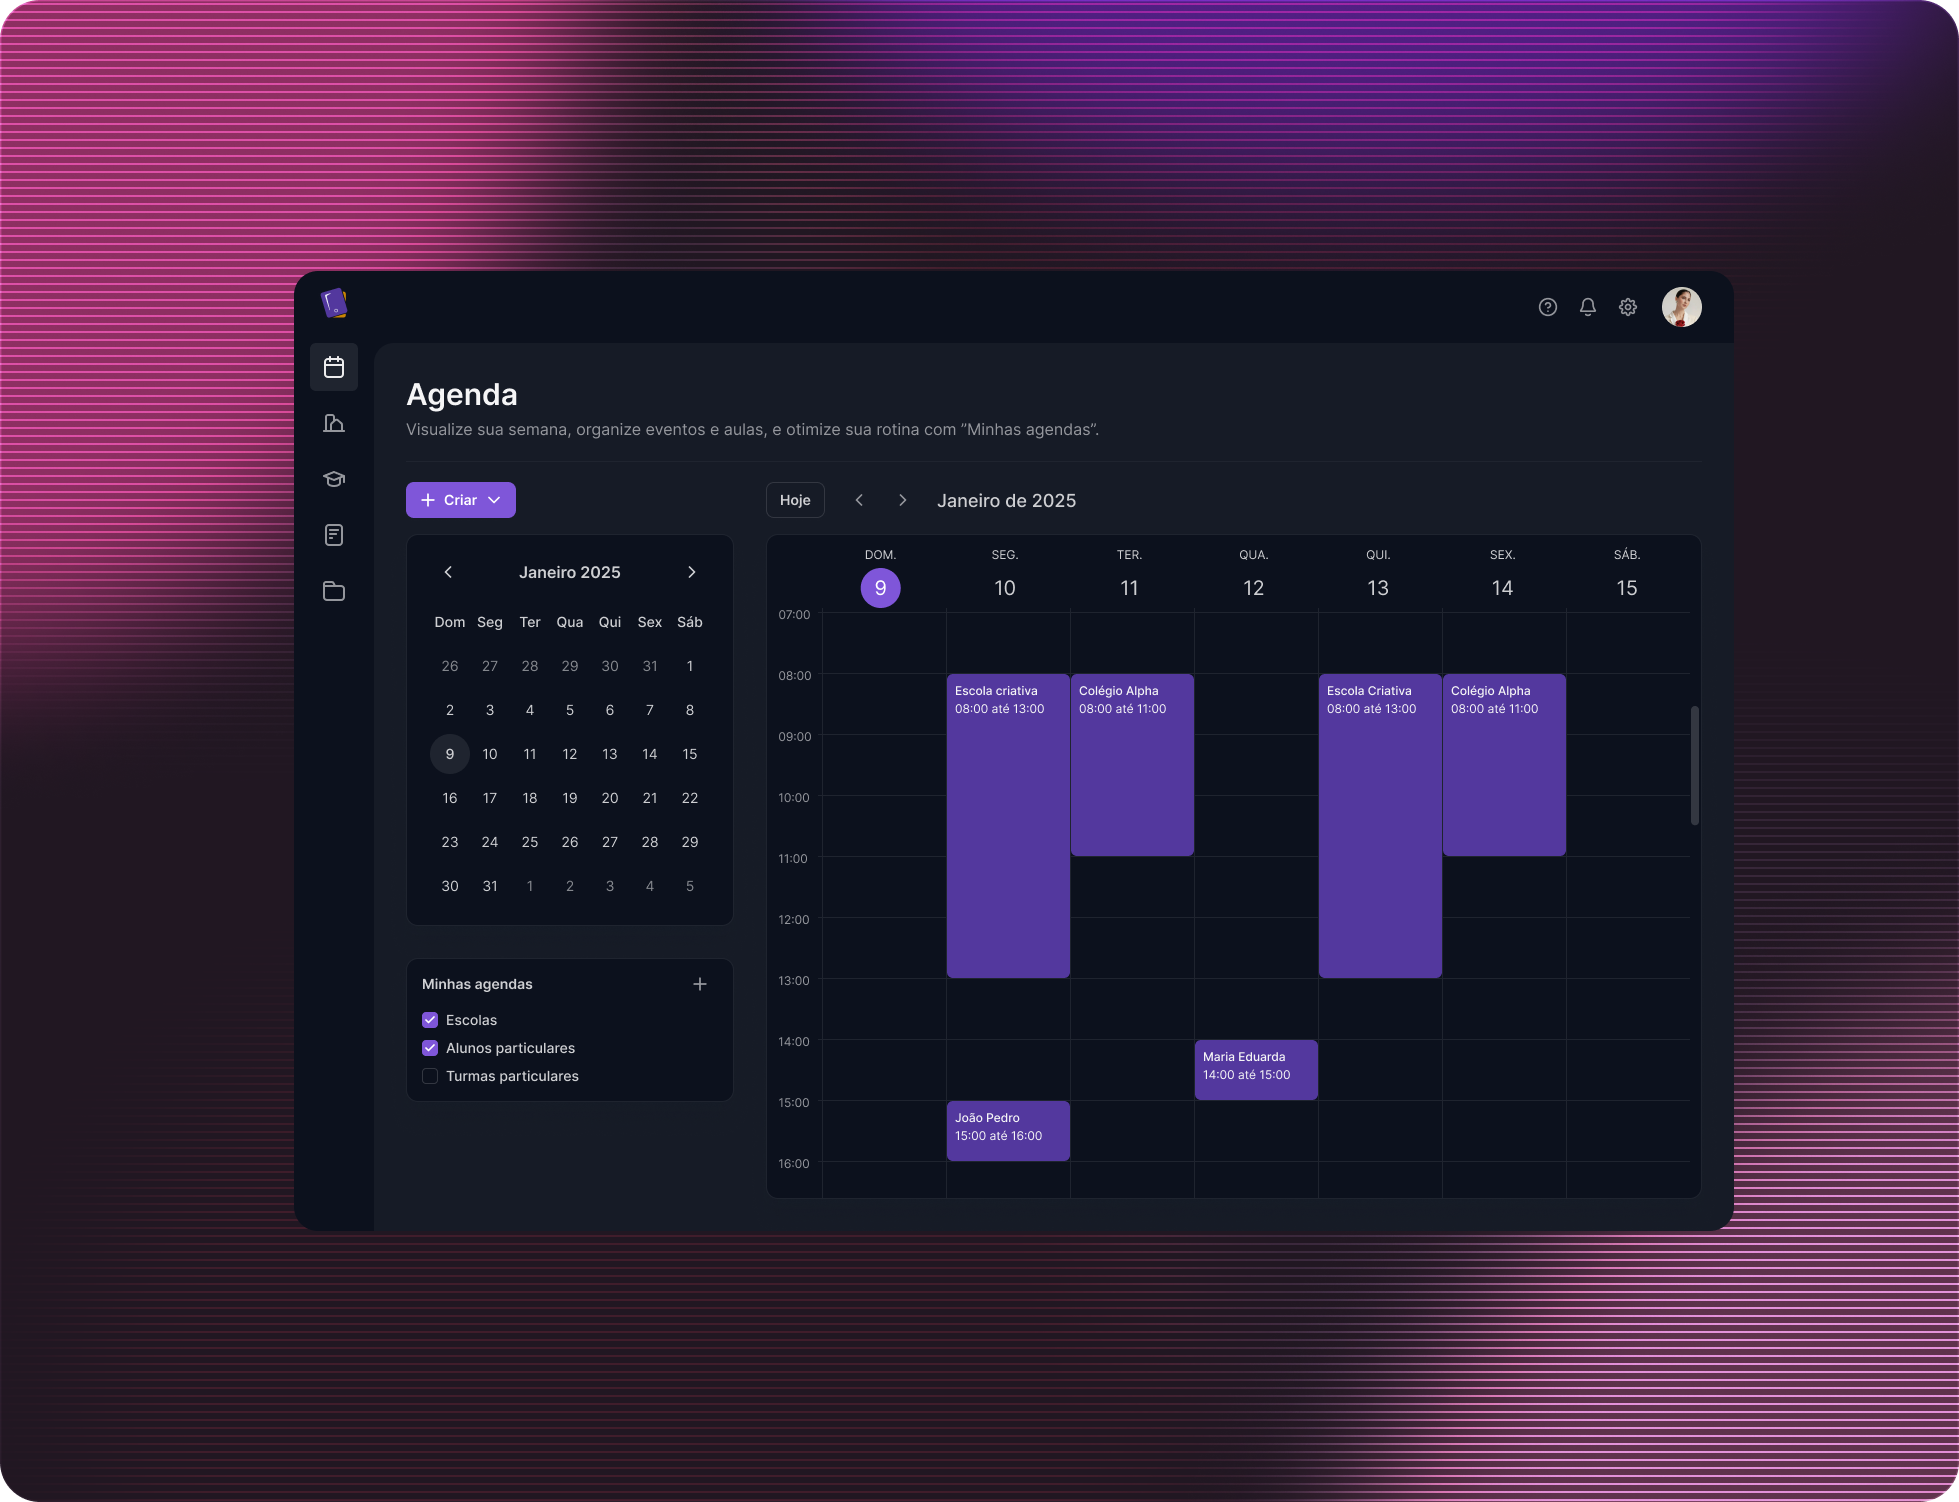 Agenda
Visualize sua semana, organize eventos e aulas, e otimize sua rotina com ”Minhas agendas”.
Criar
Janeiro 2025
Dom Seg Ter Qua Qui Sex Sáb
26 27 28 29 30 31 1
2 3 4 5 6 7 8
9 10 11 12 13 14 15
16 17 18 19 20 21 22
23 24 25 26 27 28 29
30 31 1 2 3 4 5
Minhas agendas
Escolas
Alunos particulares
Turmas particulares
Hoje
Janeiro de 2025
DOM. SEG. TER. QUA. QUI. SEX. SÁB.
9 10 11 12 13 14 15
07:00
08:00
Escola criativa
08:00 até 13:00
Colégio Alpha
08:00 até 11:00
Escola Criativa
08:00 até 13:00
Colégio Alpha
08:00 até 11:00
09:00
10:00
11:00
12:00
13:00
14:00
Maria Eduarda
14:00 até 15:00
15:00
João Pedro
15:00 até 16:00
16:00